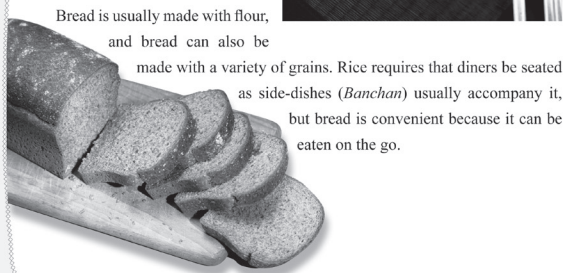 Bread is usually made with flour,
and bread can also be
made with a variety of grains. Rice requires that diners be seated
as side-dishes (Banchan) usually accompany it,
but bread is convenient because it can be
eaten on the go.